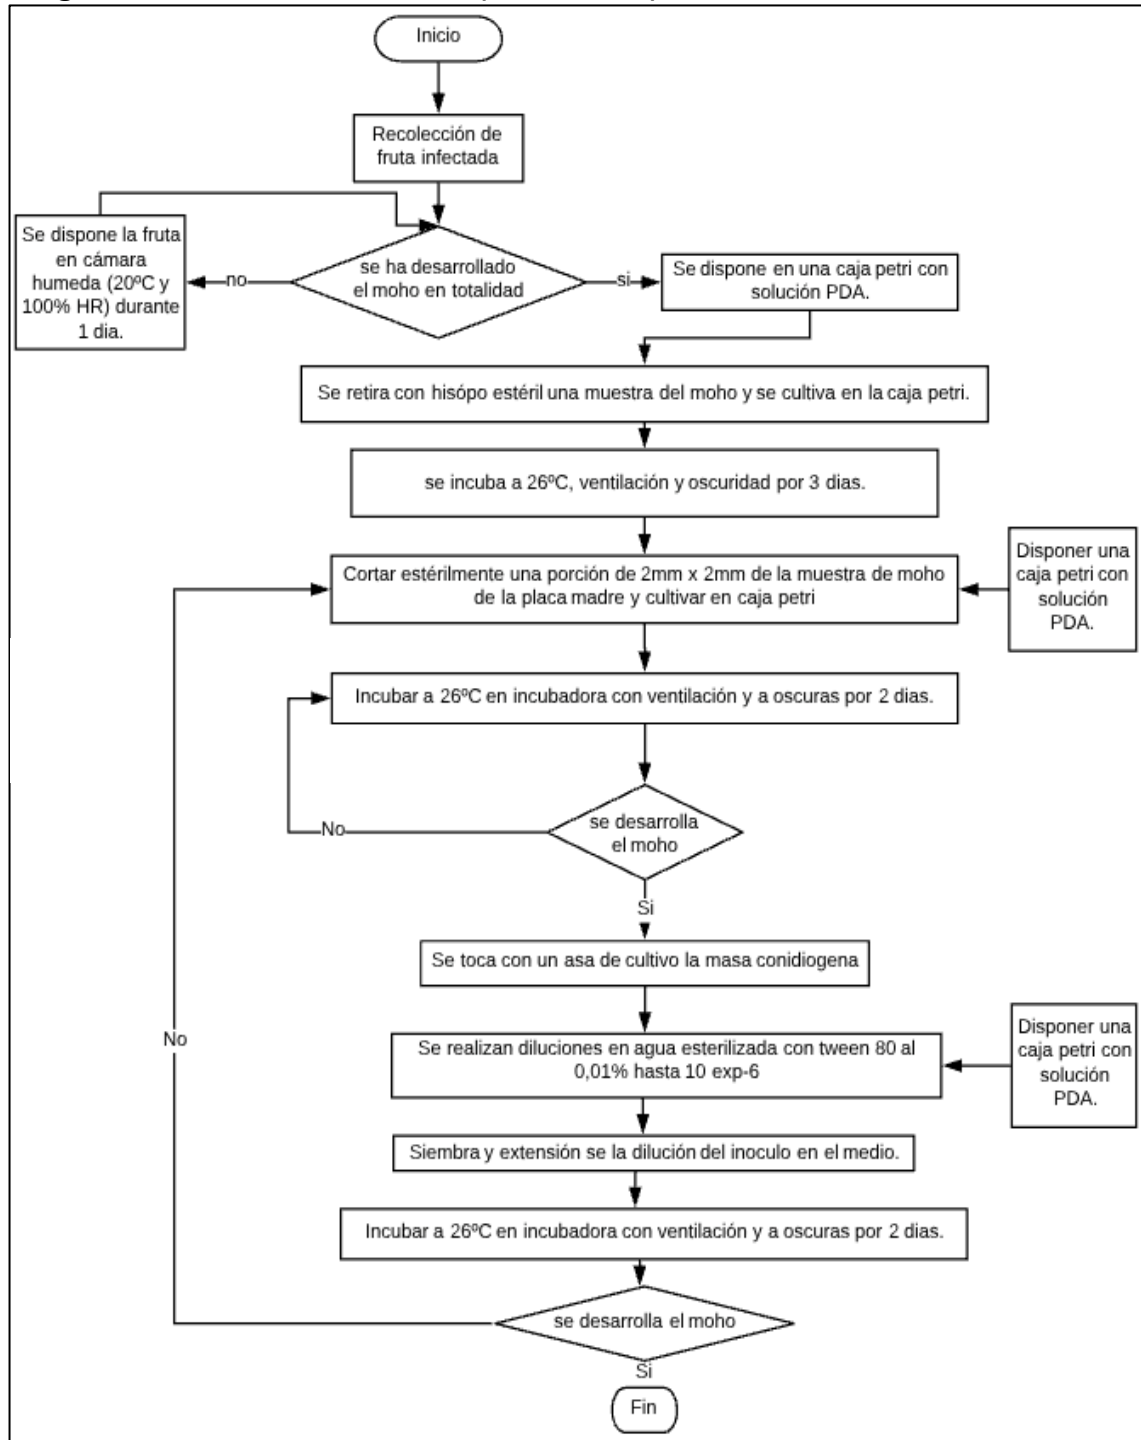 Inicio
Recolección de
fruta infectada
se ha desarrollado
el moho en totalidad
no
Se dispone la fruta
en cámara
humeda (20ºC y
100% HR) durante
1 dia.
si
Se dispone en una caja petri con
solución PDA.
Se retira con hisópo estéril una muestra del moho y se cultiva en la caja petri.
se incuba a 26ºC, ventilación y oscuridad por 3 dias.
Cortar estérilmente una porción de 2mm x 2mm de la muestra de moho
de la placa madre y cultivar en caja petri
Disponer una
caja petri con
solución
PDA.
Incubar a 26ºC en incubadora con ventilación y a oscuras por 2 dias.
se desarrolla
el moho
No
Si
Se toca con un asa de cultivo la masa conidiogena
Se realizan diluciones en agua esterilizada con tween 80 al
0,01% hasta 10 exp-6
Disponer una
caja petri con
solución
PDA.
Siembra y extensión se la dilución del inoculo en el medio.
Incubar a 26ºC en incubadora con ventilación y a oscuras por 2 dias.
se desarrolla el moho
No
Si
Fin